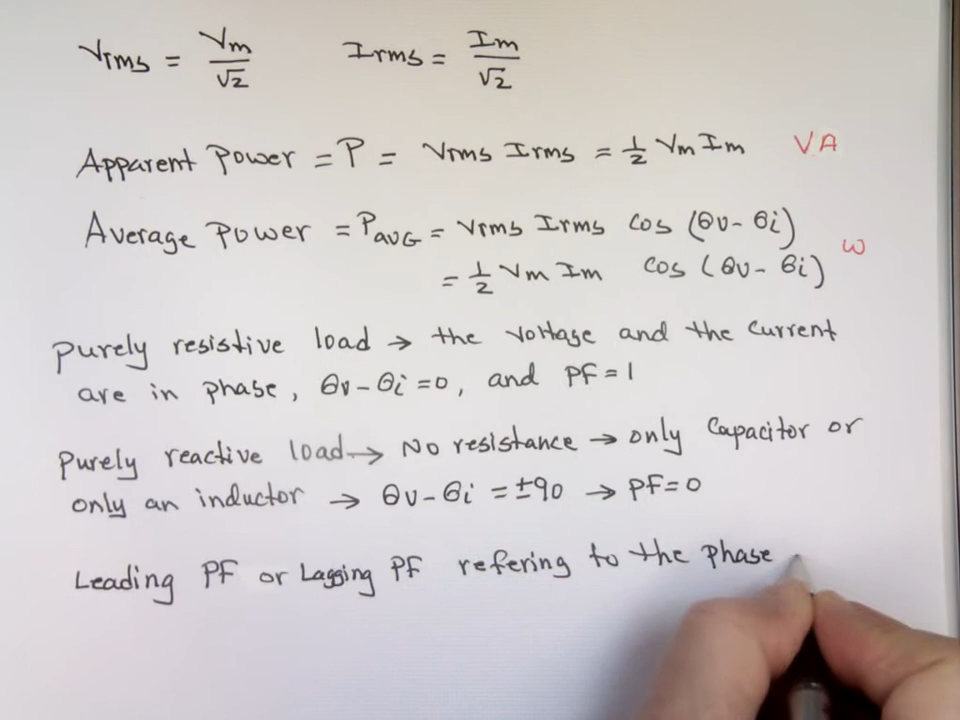 Vrms = Vm/√2 Irms = Im/√2
Apparent Power = P = Vrms Irms = 1/2 Vm Im VA
Average Power = PAVG = Vrms Irms cos (θv - θi)
= 1/2 Vm Im cos (θv - θi) W
Purely resistive load → the voltage and the current
are in phase, θv - θi = 0, and PF = 1
Purely reactive load → No resistance → only Capacitor or
only an inductor → θv - θi = ±90 → PF = 0
Leading PF or Lagging PF refering to the phase